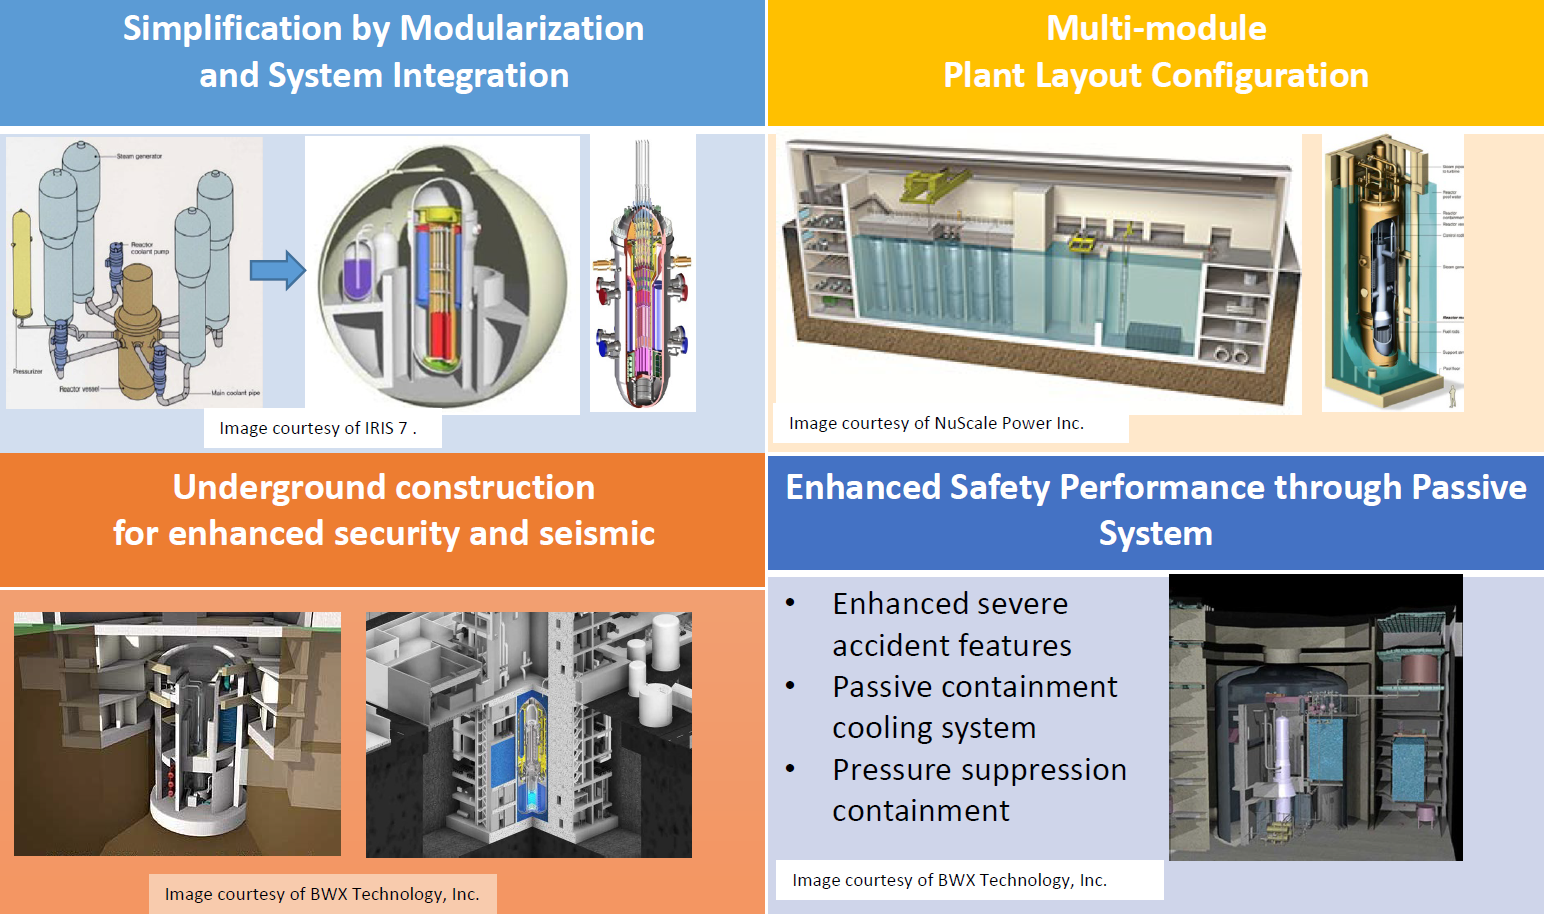 Simplification by Modularization
and System Integration
Steam generator
Reactor
coolant pump
Pressurizer
Reactor vessel
Main coolant pipe
Image courtesy of IRIS 7 .
Multi-module
Plant Layout Configuration
Image courtesy of NuScale Power Inc.
Underground construction
for enhanced security and seismic
Image courtesy of BWX Technology, Inc.
Enhanced Safety Performance through Passive
System
• Enhanced severe
accident features
• Passive containment
cooling system
• Pressure suppression
containment
Image courtesy of BWX Technology, Inc.